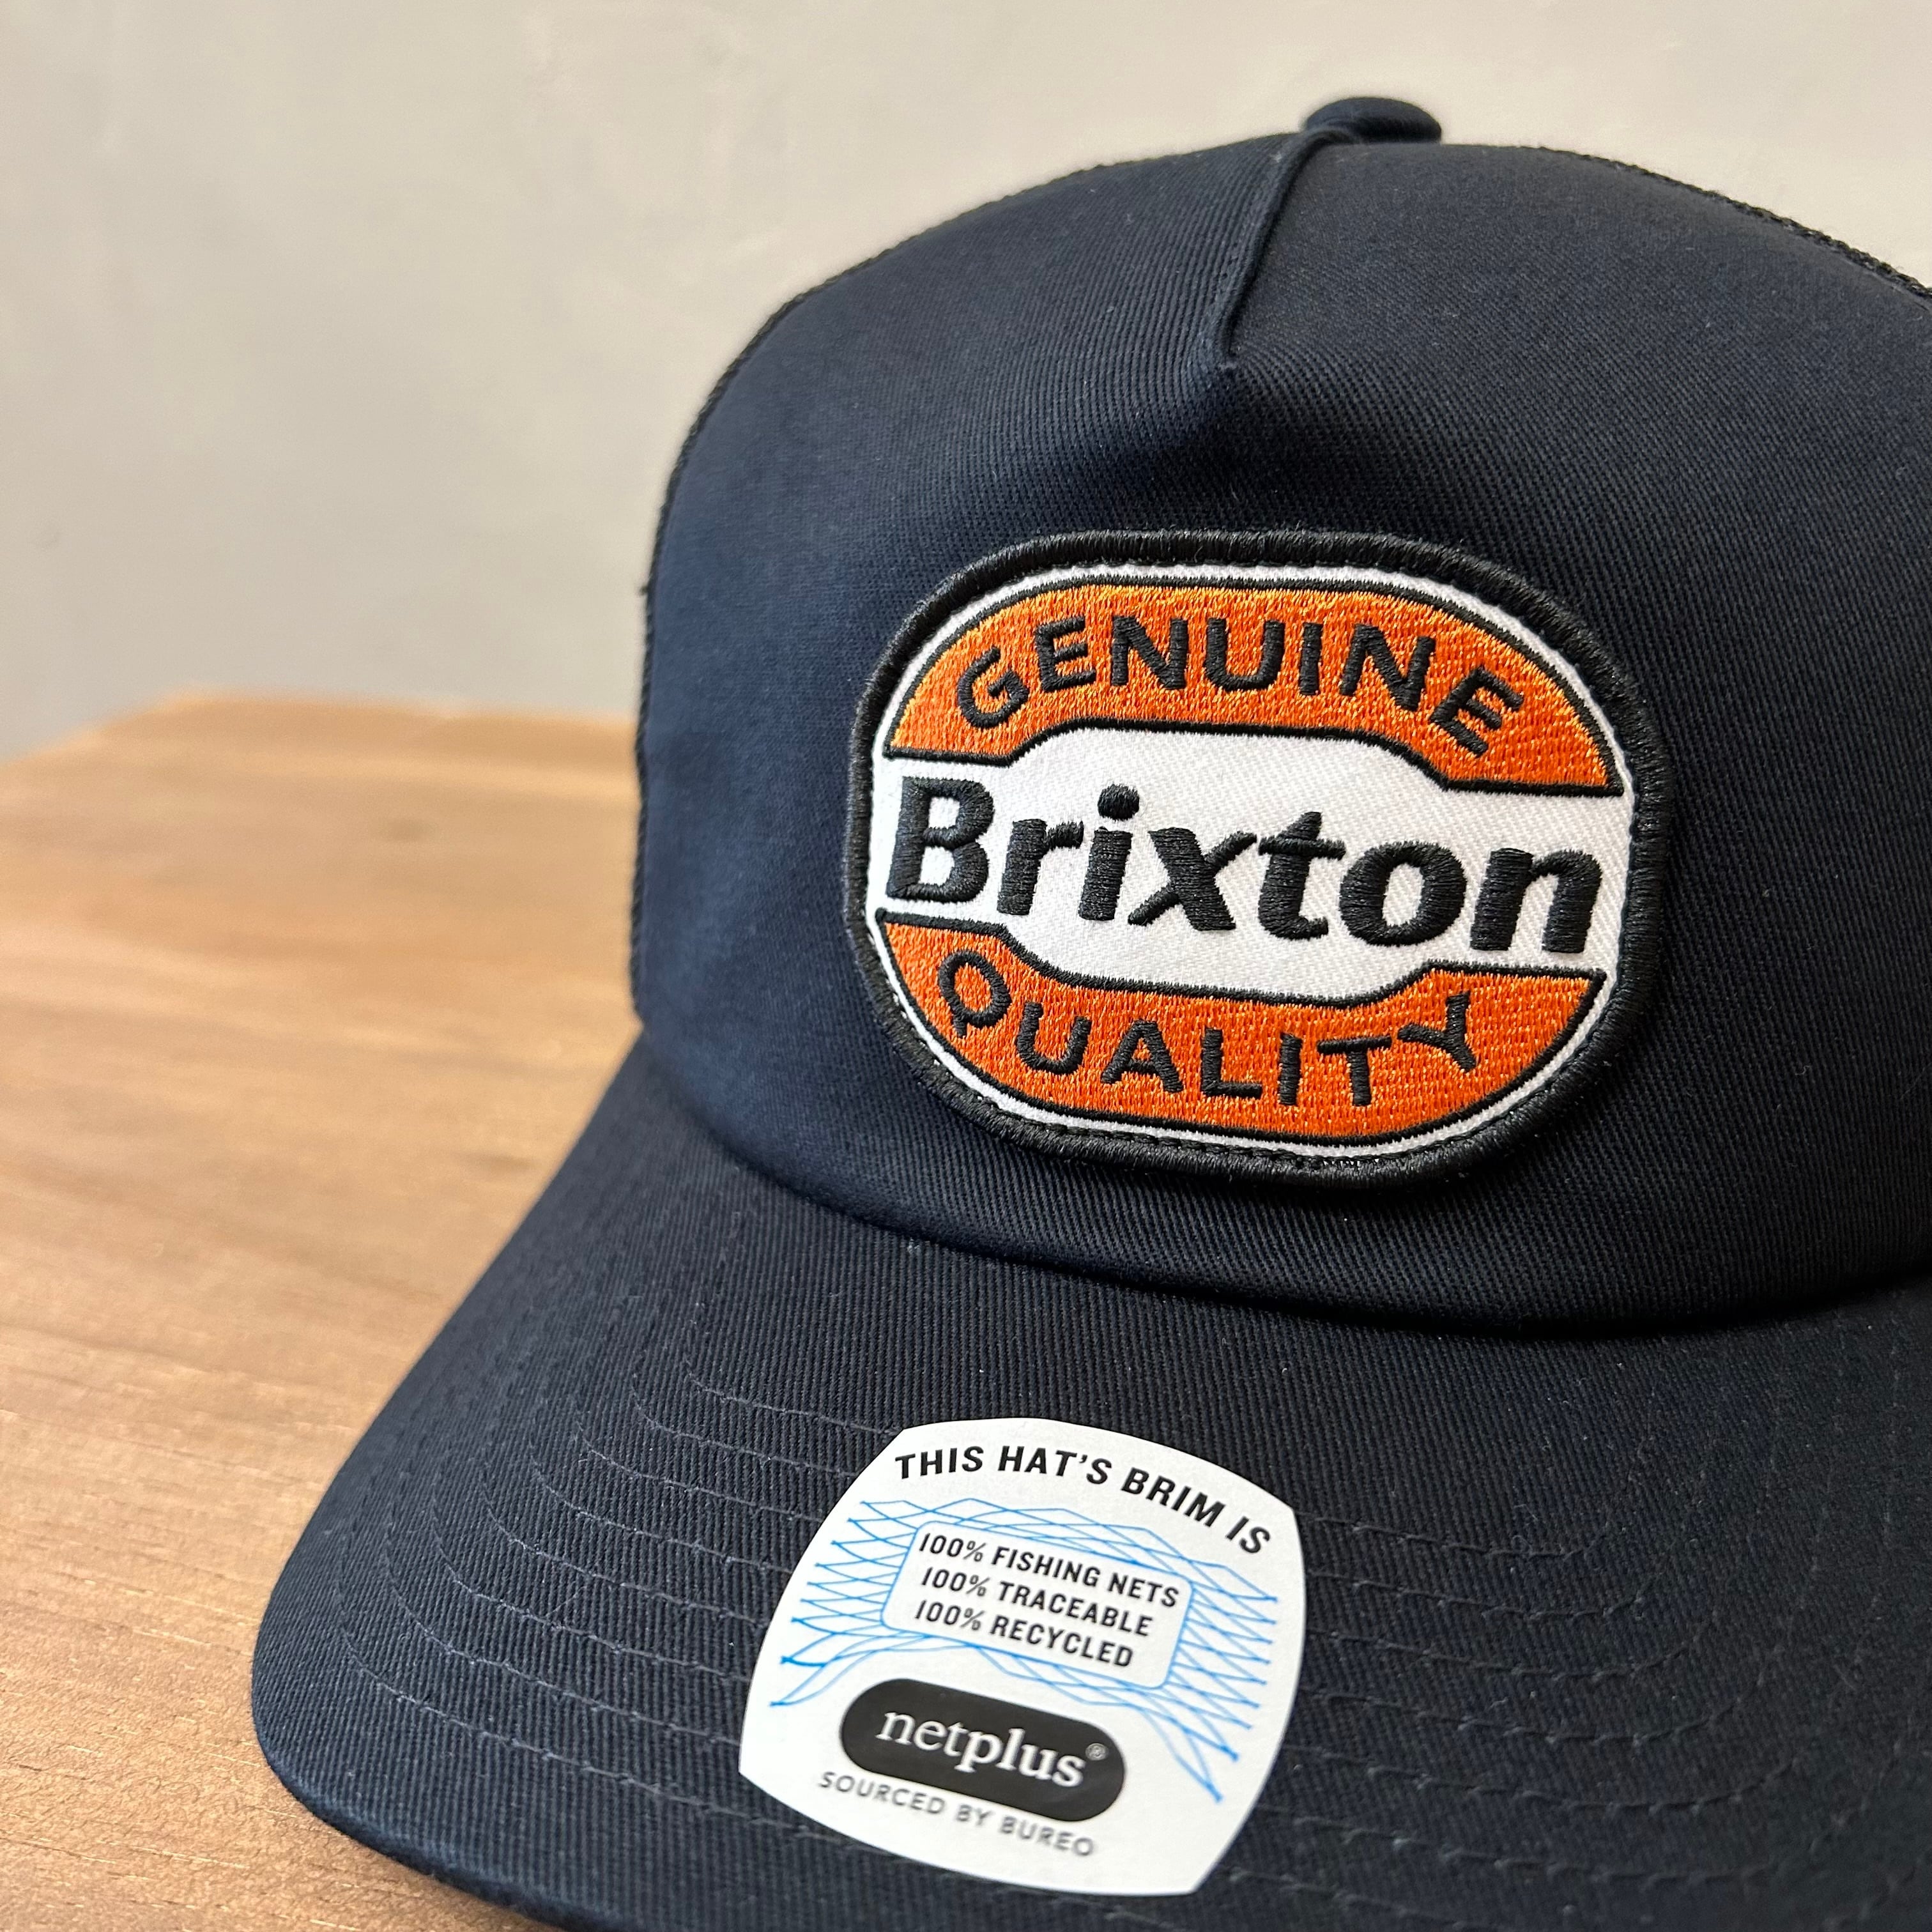 GENUINE
Brixton
QUALITY
THIS HAT'S BRIM IS
100% FISHING NETS
100% TRACEABLE
100% RECYCLED
netplus®
SOURCED BY BUREO